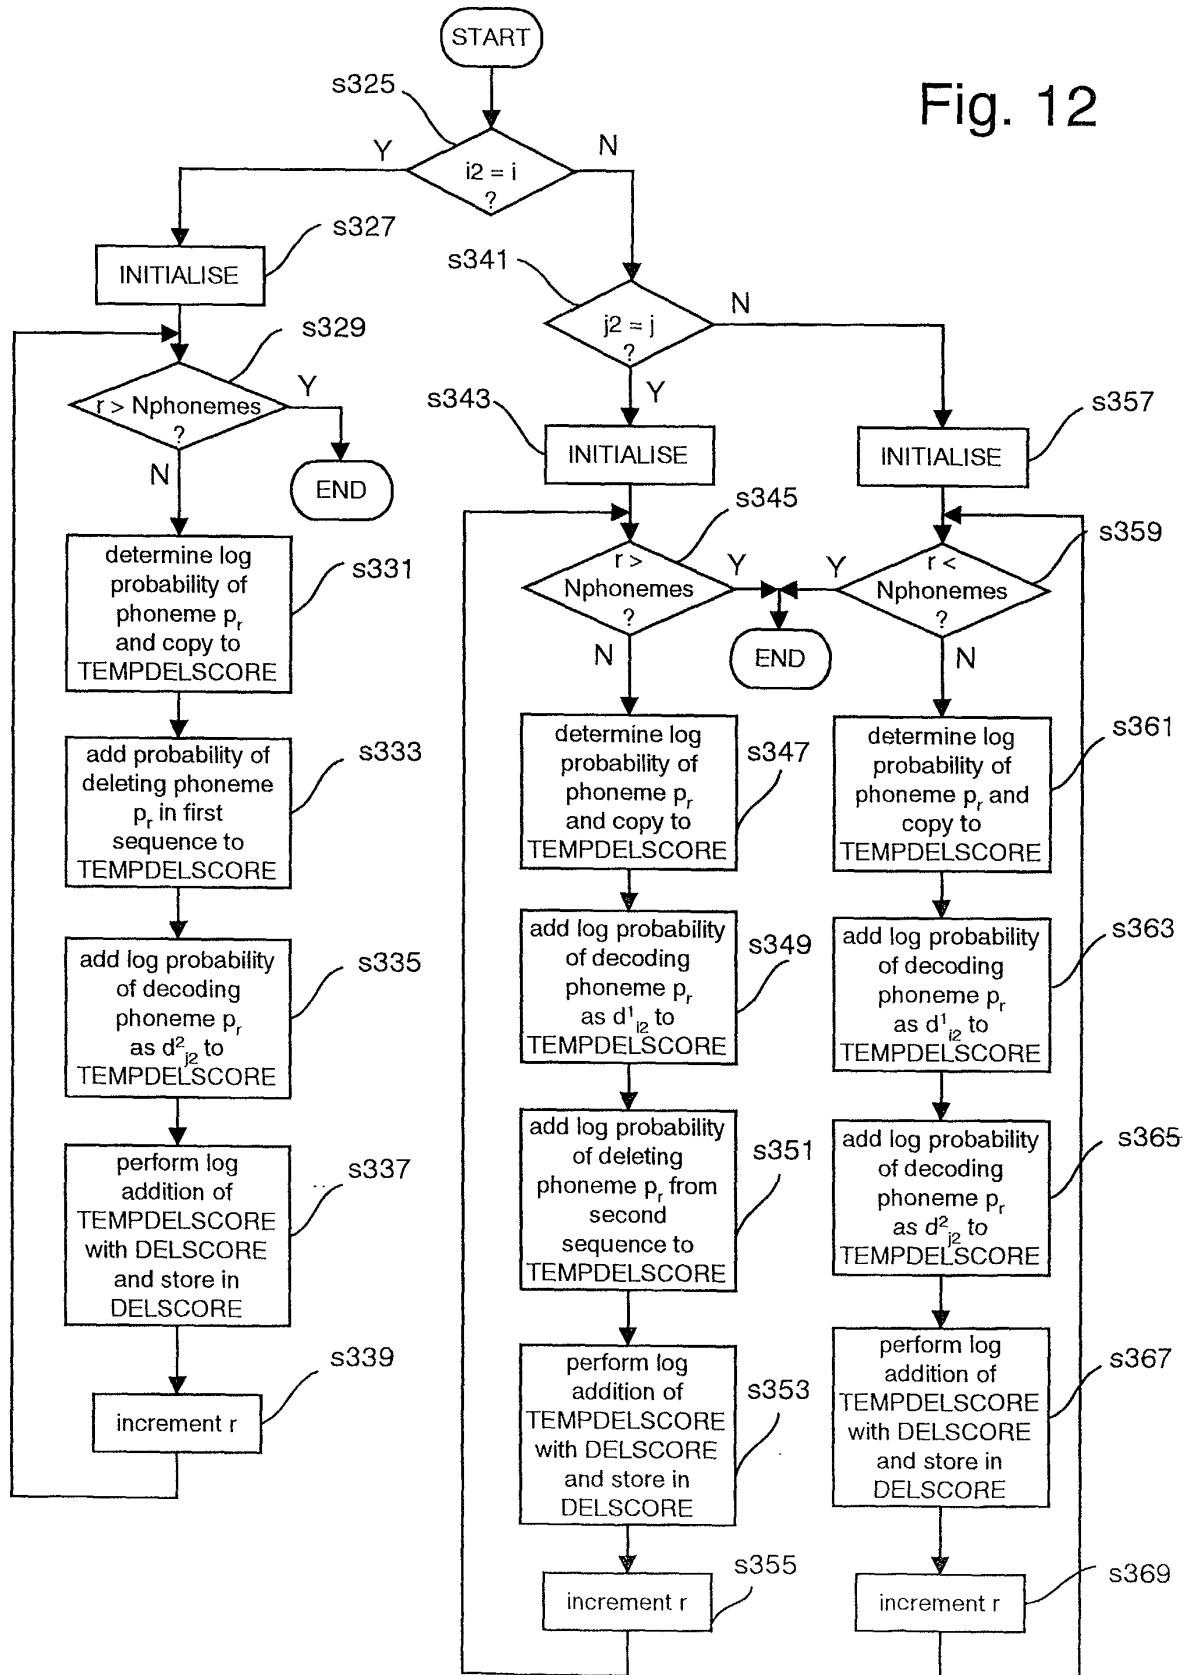 START
Fig. 12
s325
Y
N
i2 = i
?
s327
INITIALISE
s329
r > Nphonemes
?
Y
N
END
determine log
probability of
phoneme pr
and copy to
TEMPDELSCORE
s331
add probability of
deleting phoneme
pr in first
sequence to
TEMPDELSCORE
s333
add log probability
of decoding
phoneme pr
as d²j2 to
TEMPDELSCORE
s335
perform log
addition of
TEMPDELSCORE
with DELSCORE
and store in
DELSCORE
s337
increment r
s339
s341
j2 = j
?
N
Y
s343
INITIALISE
s345
r >
Nphonemes
?
Y
N
END
determine log
probability of
phoneme pr
and copy to
TEMPDELSCORE
s347
add log probability
of decoding
phoneme pr
as d¹i2 to
TEMPDELSCORE
s349
add log probability
of deleting
phoneme pr from
second
sequence to
TEMPDELSCORE
s351
perform log
addition of
TEMPDELSCORE
with DELSCORE
and store in
DELSCORE
s353
increment r
s355
s357
INITIALISE
s359
r <
Nphonemes
?
Y
N
determine log
probability of
phoneme pr and
copy to
TEMPDELSCORE
s361
add log probability
of decoding
phoneme pr
as d¹i2 to
TEMPDELSCORE
s363
add log probability
of decoding
phoneme pr
as d²j2 to
TEMPDELSCORE
s365
perform log
addition of
TEMPDELSCORE
with DELSCORE
and store in
DELSCORE
s367
increment r
s369